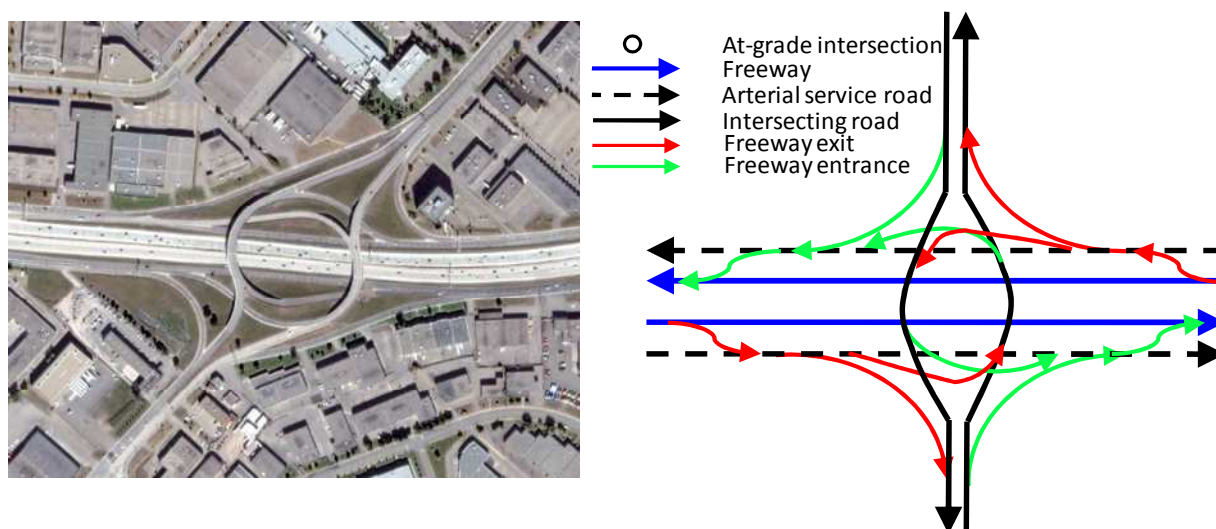 At-grade intersection
Freeway
Arterial service road
Intersecting road
Freeway exit
Freeway entrance